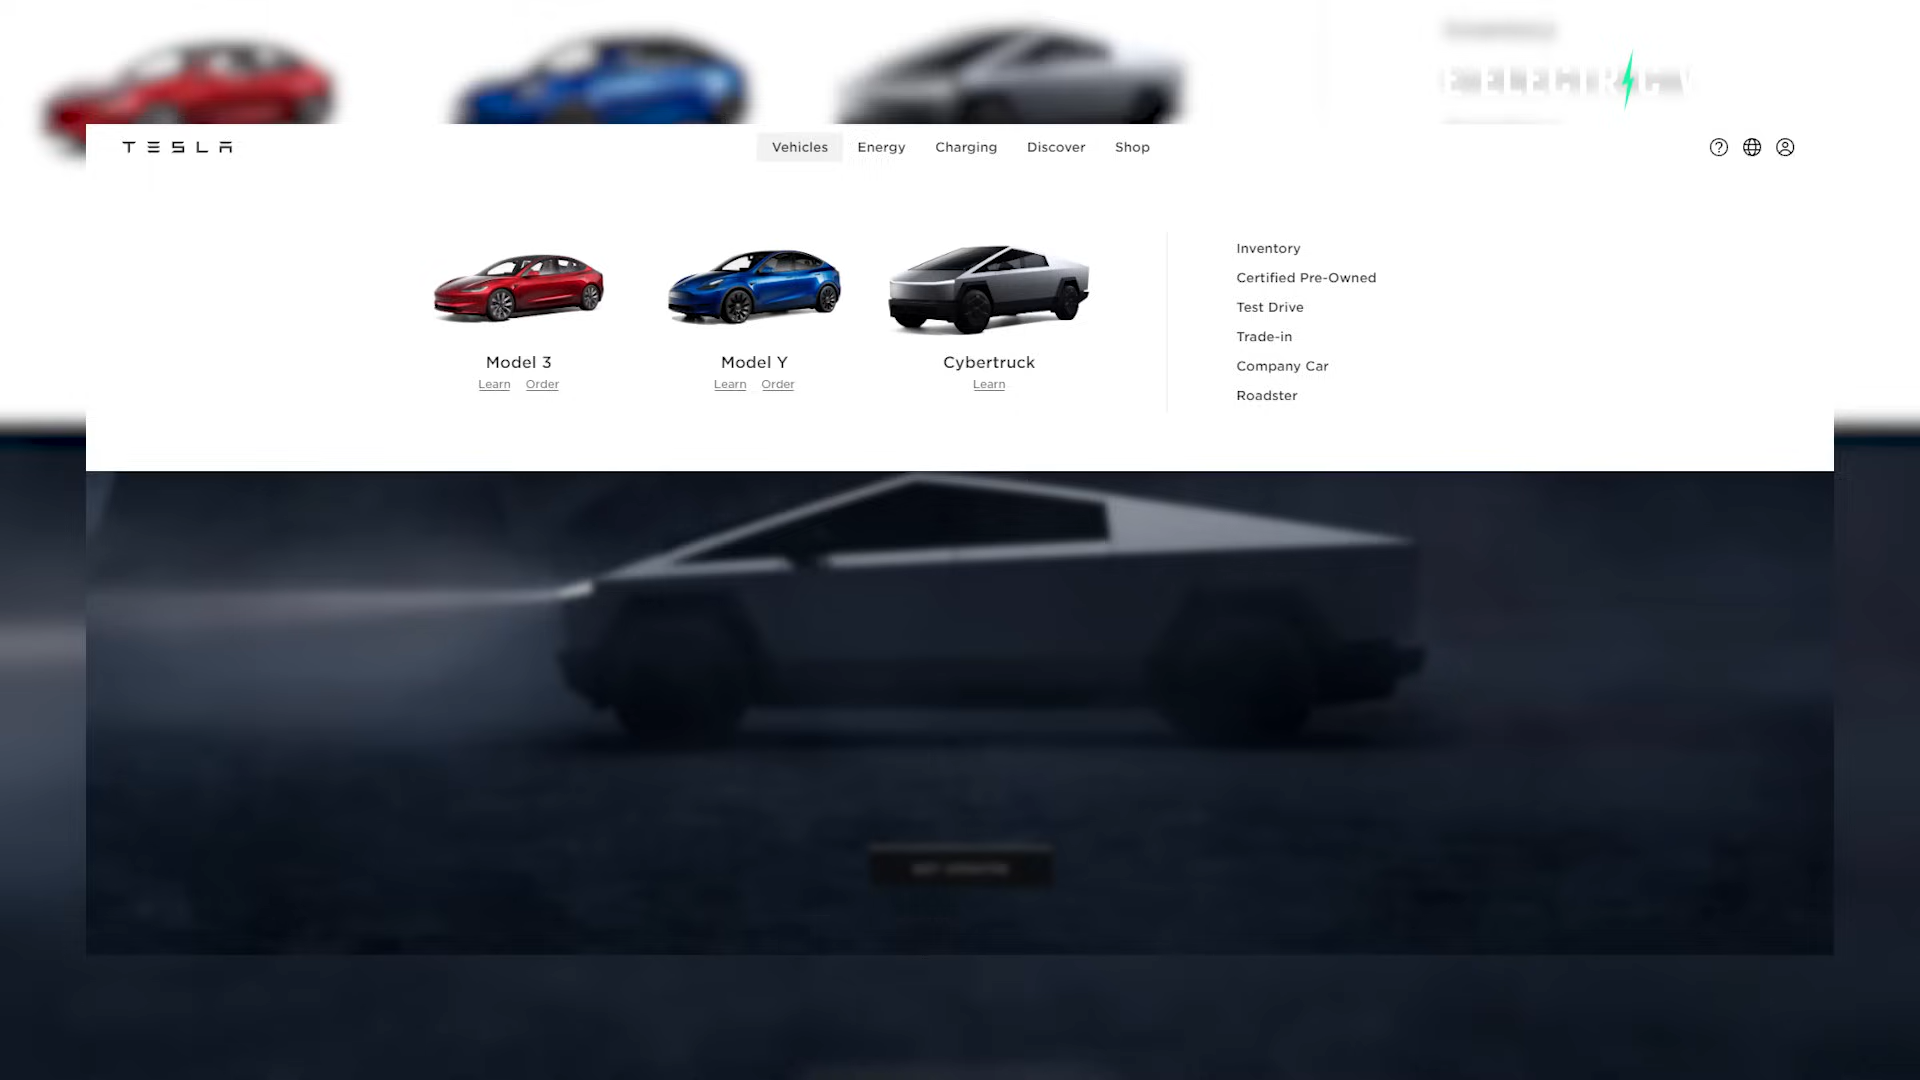 E ELECTRIC V
TESLA
Vehicles Energy Charging Discover Shop
Model 3
Learn Order
Model Y
Learn Order
Cybertruck
Learn
Inventory
Certified Pre-Owned
Test Drive
Trade-in
Company Car
Roadster